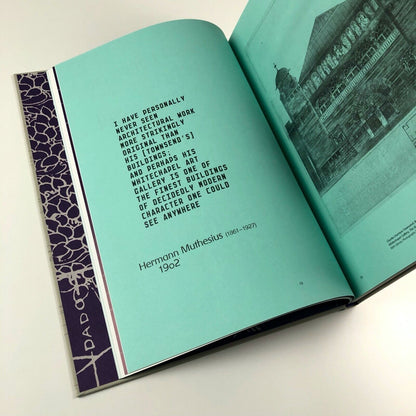 I HAVE PERSONALLY
NEVER SEEN
ARCHITECTURAL WORK
MORE STRIKINGLY
ORIGINAL THAN
HIS [TOWNSEND'S]
BUILDINGS;
AND PERHAPS HIS
WHITECHAPEL ART
GALLERY IS ONE OF
THE FINEST BUILDINGS
OF DECIDEDLY MODERN
CHARACTER ONE COULD
SEE ANYWHERE
Hermann Muthesius (1861–1927)
1902
DADO